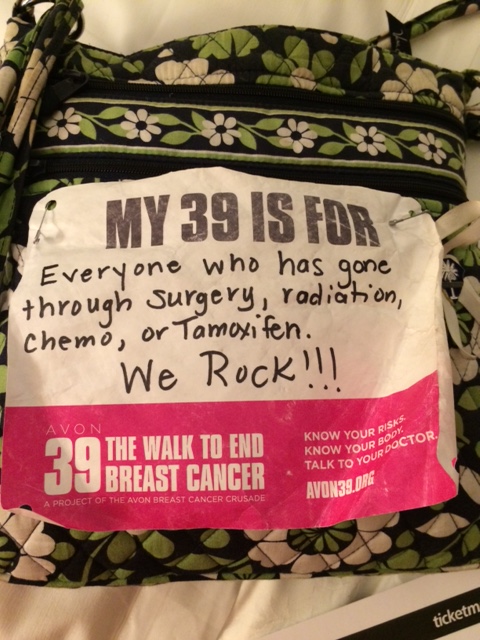 MY 39 IS FOR
Everyone who has gone
through surgery, radiation,
Chemo, or Tamoxifen.
We Rock!!!
AVON
39 THE WALK TO END
BREAST CANCER
A PROJECT OF THE AVON BREAST CANCER CRUSADE
KNOW YOUR RISKS.
KNOW YOUR BODY.
TALK TO YOUR DOCTOR.
AVON39.ORG
ticketm